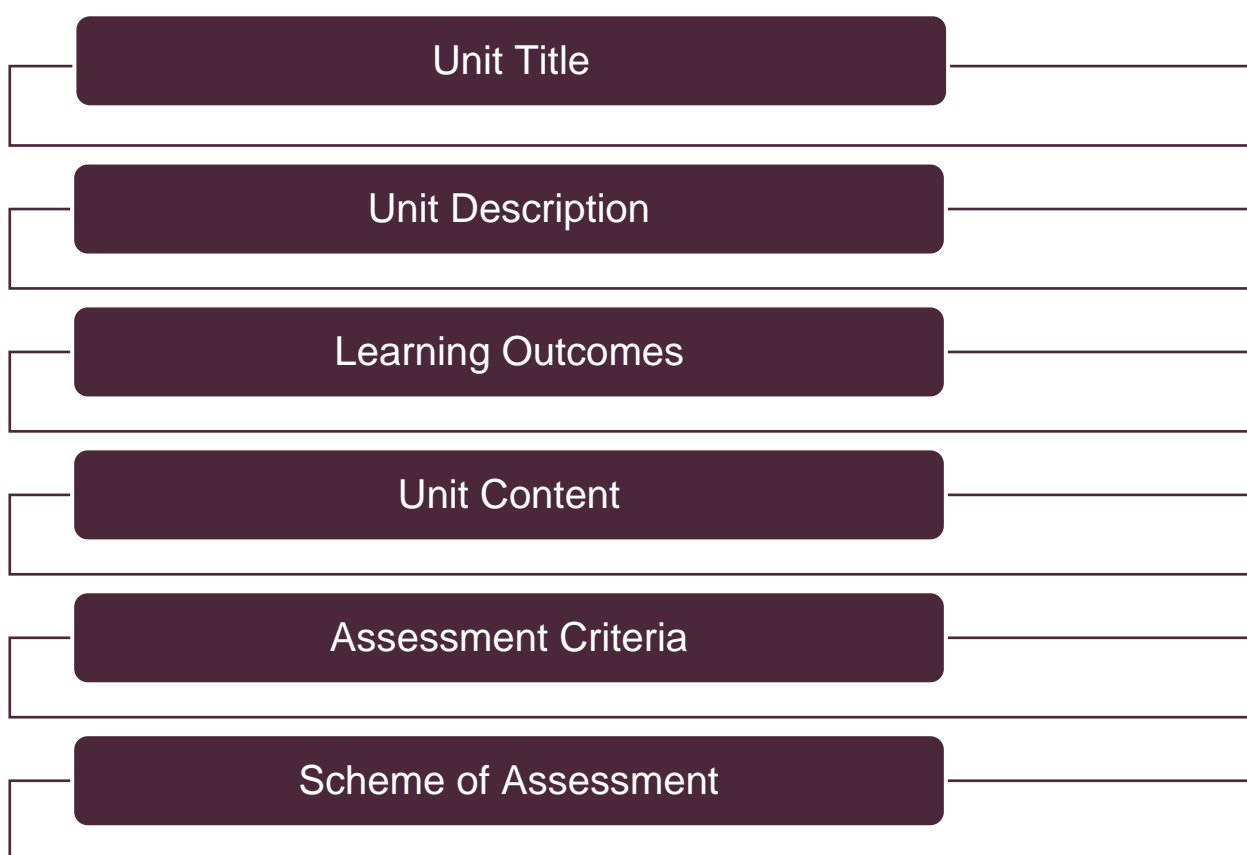 Unit Title
Unit Description
Learning Outcomes
Unit Content
Assessment Criteria
Scheme of Assessment